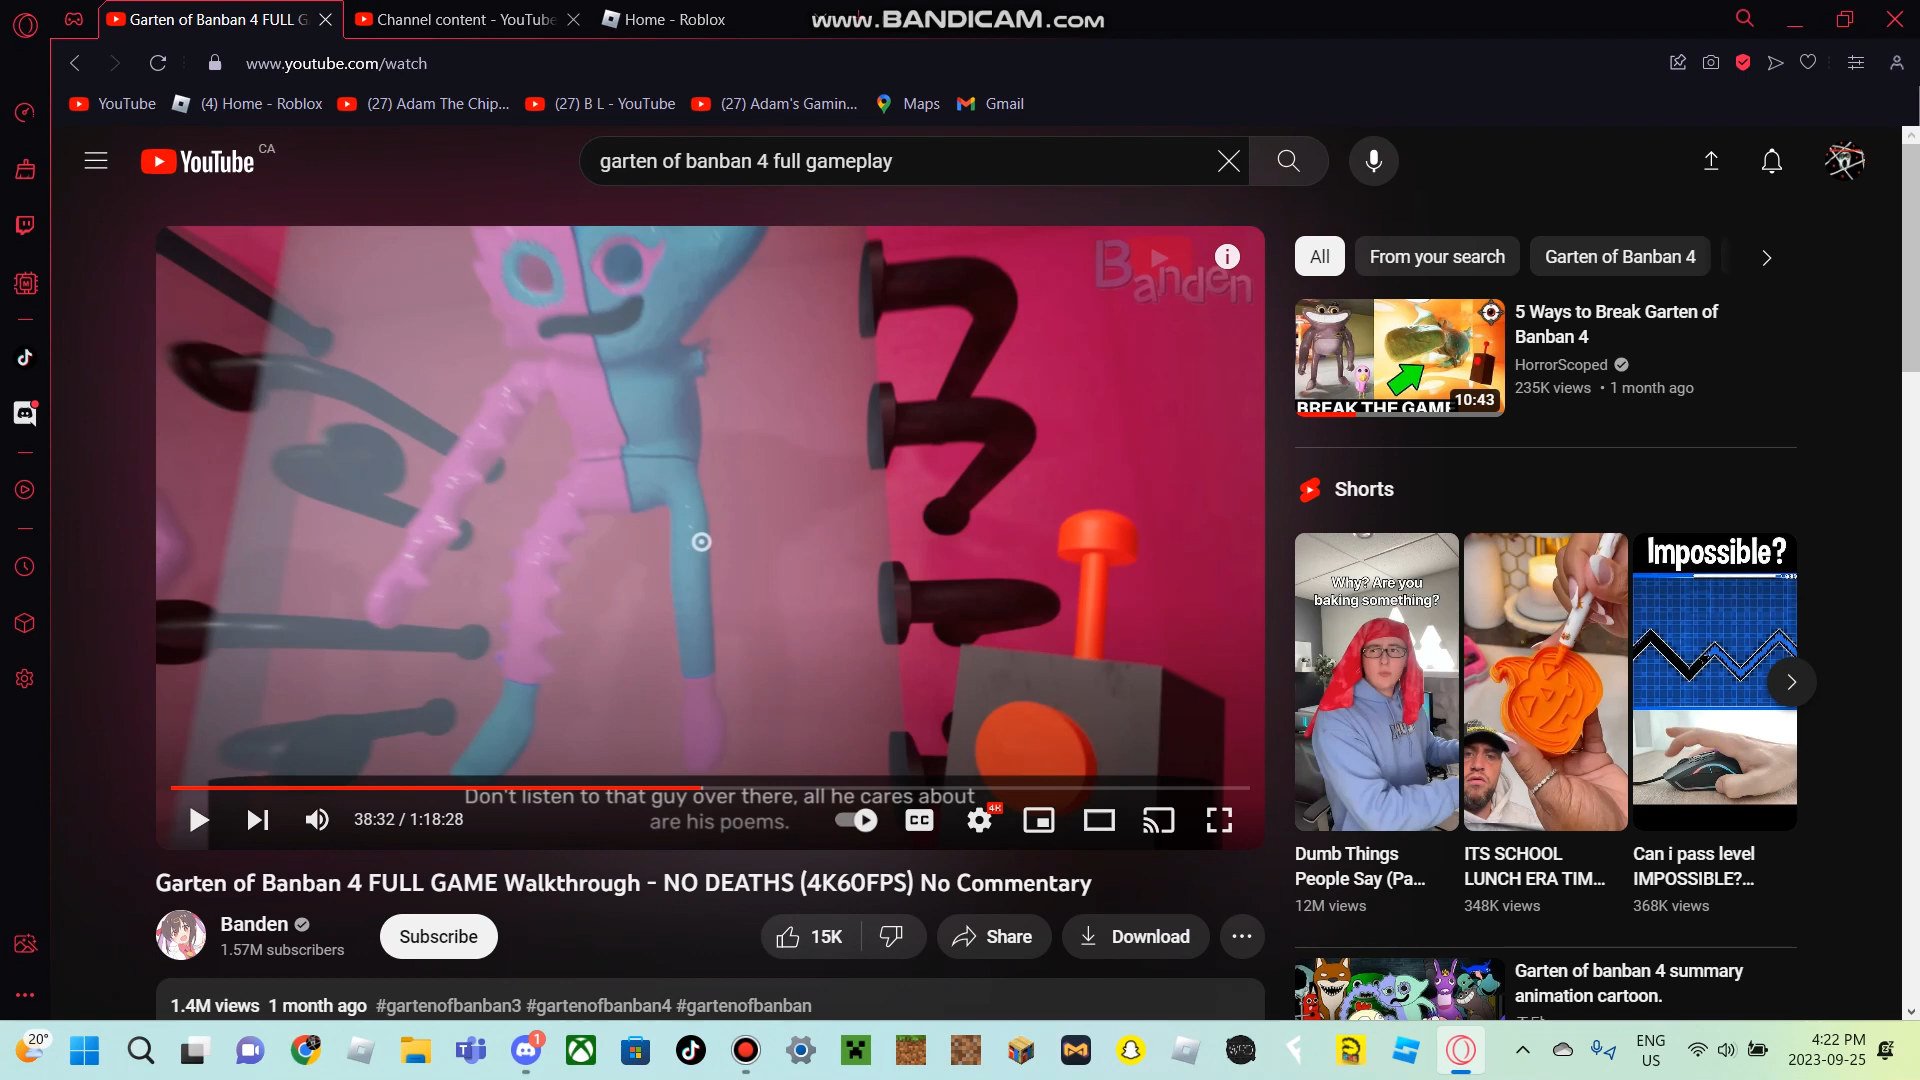 Garten of Banban 4 FULL G
Channel content - YouTube
Home - Roblox
www.BANDICAM.com
www.youtube.com/watch
YouTube
(4) Home - Roblox
(27) Adam The Chip...
(27) B L - YouTube
(27) Adam's Gamin...
Maps
Gmail
YouTube CA
garten of banban 4 full gameplay
Banden
All
From your search
Garten of Banban 4
5 Ways to Break Garten of
Banban 4
HorrorScoped
235K views • 1 month ago
BREAK THE GAME
10:43
Shorts
Why? Are you
baking something?
Impossible?
Dumb Things
People Say (Pa...
12M views
ITS SCHOOL
LUNCH ERA TIM...
348K views
Can i pass level
IMPOSSIBLE?...
368K views
Don't listen to that guy over there, all he cares about
are his poems.
38:32 / 1:18:28
CC
4K
Garten of Banban 4 FULL GAME Walkthrough - NO DEATHS (4K60FPS) No Commentary
Banden
1.57M subscribers
Subscribe
15K
Share
Download
1.4M views 1 month ago #gartenofbanban3 #gartenofbanban4 #gartenofbanban
Garten of banban 4 summary
animation cartoon.
20°
1
ENG
US
4:22 PM
2023-09-25